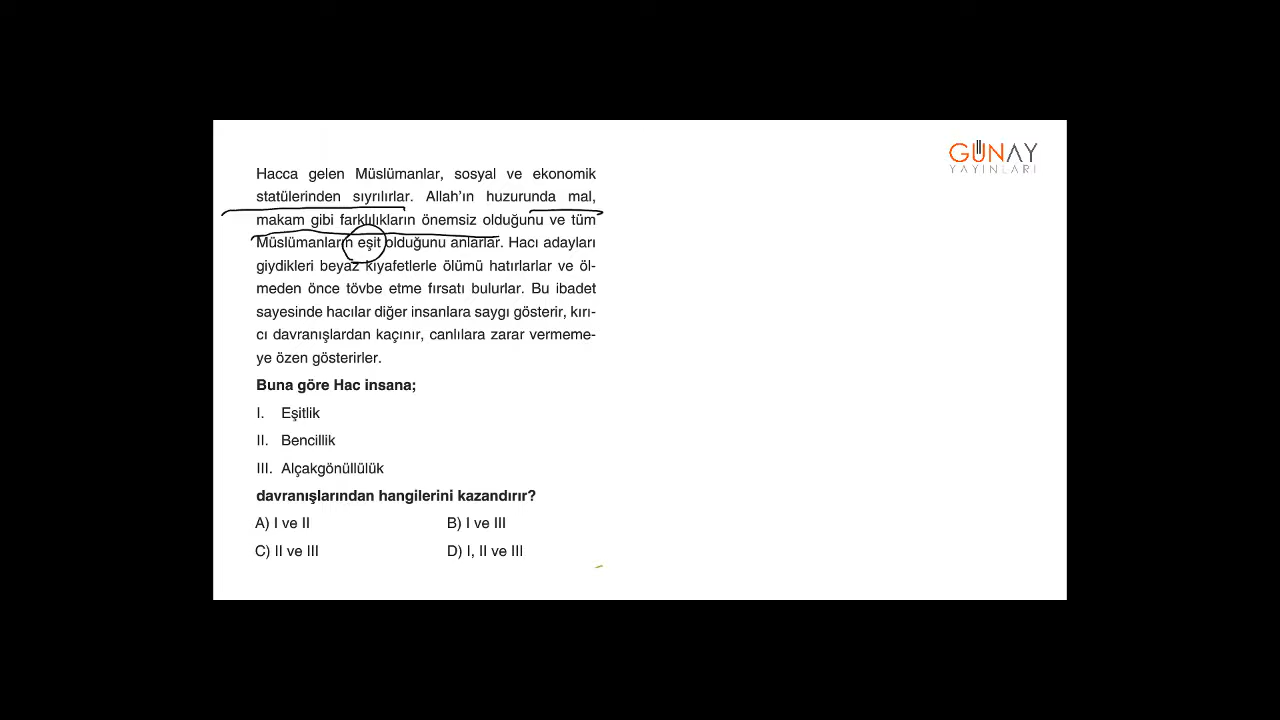 GÜNAY
YAYINLARI
Hacca gelen Müslümanlar, sosyal ve ekonomik
statülerinden sıyrılırlar. Allah'ın huzurunda mal,
makam gibi farklılıkların önemsiz olduğunu ve tüm
Müslümanların eşit olduğunu anlarlar. Hacı adayları
giydikleri beyaz kıyafetlerle ölümü hatırlarlar ve öl-
meden önce tövbe etme fırsatı bulurlar. Bu ibadet
sayesinde hacılar diğer insanlara saygı gösterir, kırı-
cı davranışlardan kaçınır, canlılara zarar vermeme-
ye özen gösterirler.
Buna göre Hac insana;
I. Eşitlik
II. Bencillik
III. Alçakgönüllülük
davranışlarından hangilerini kazandırır?
A) I ve II B) I ve III
C) II ve III D) I, II ve III